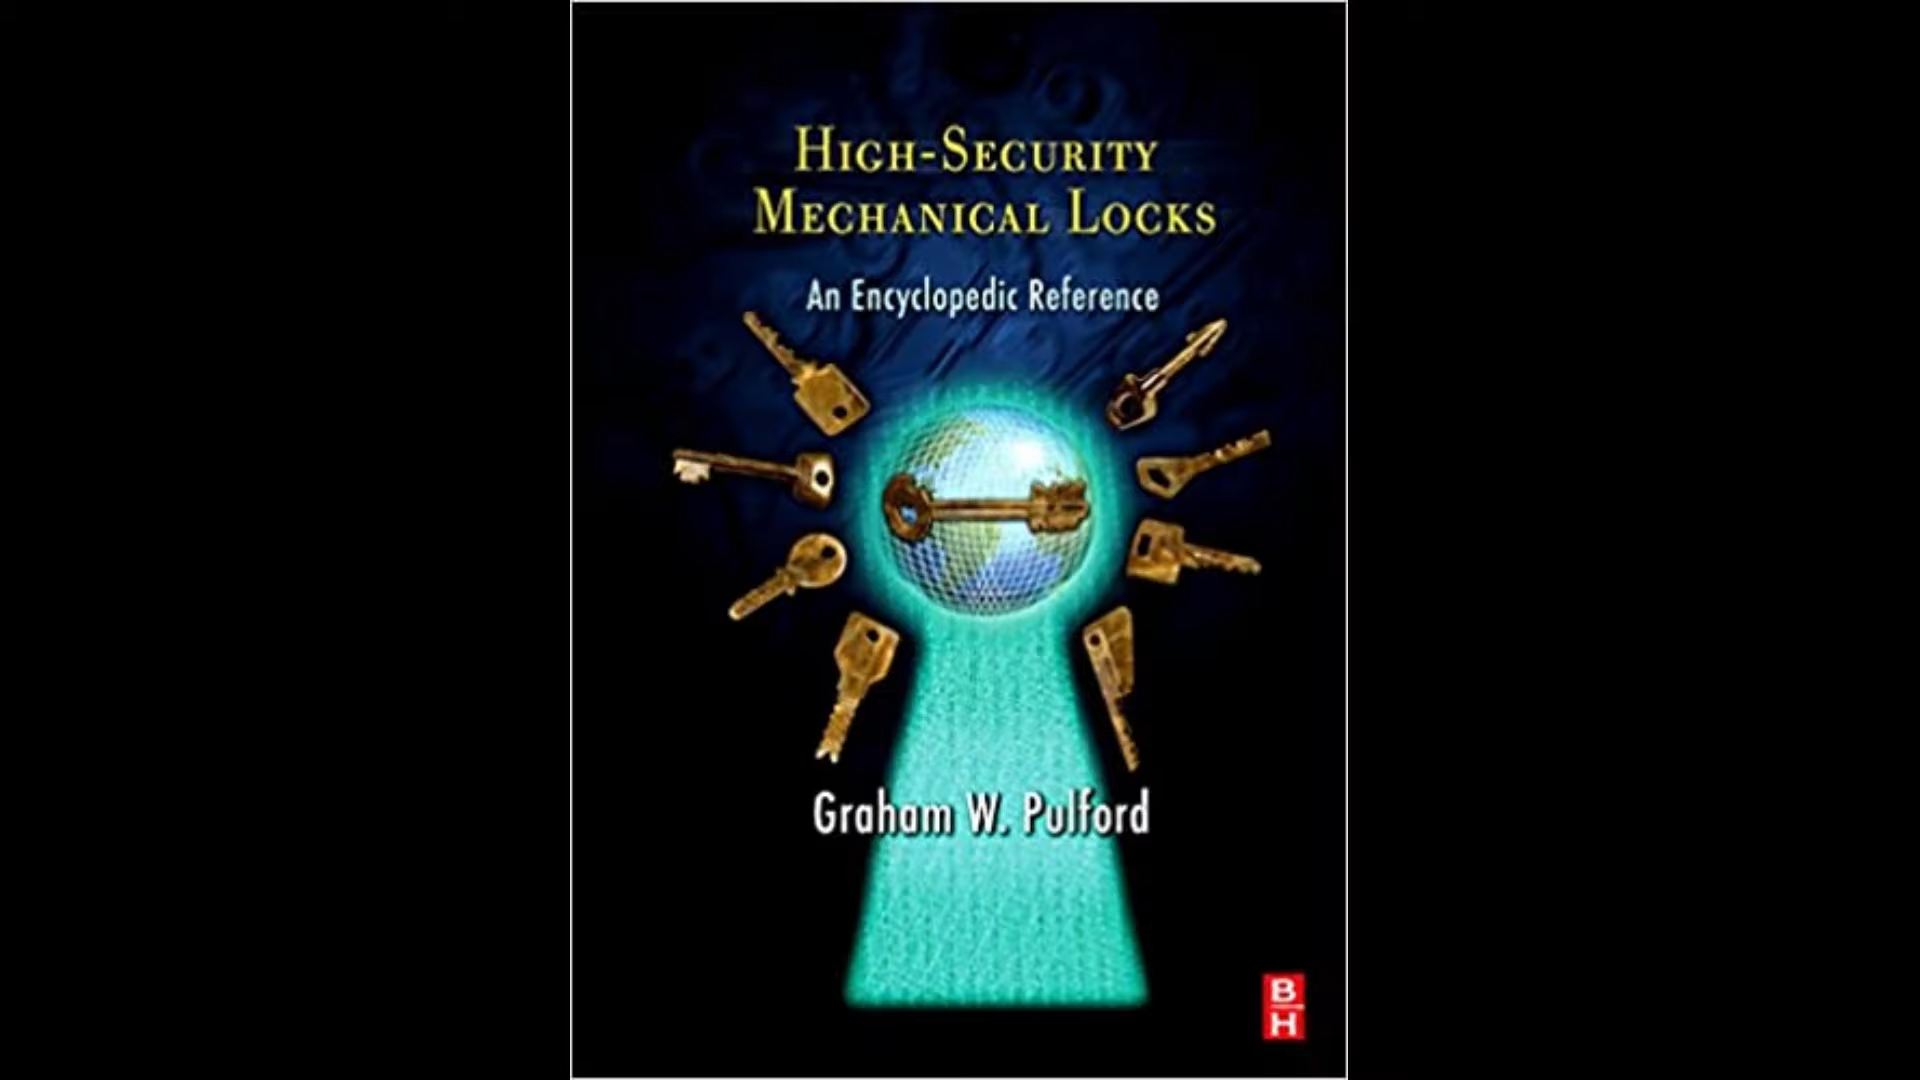 High-Security
Mechanical Locks
An Encyclopedic Reference
Graham W. Pulford
B
H